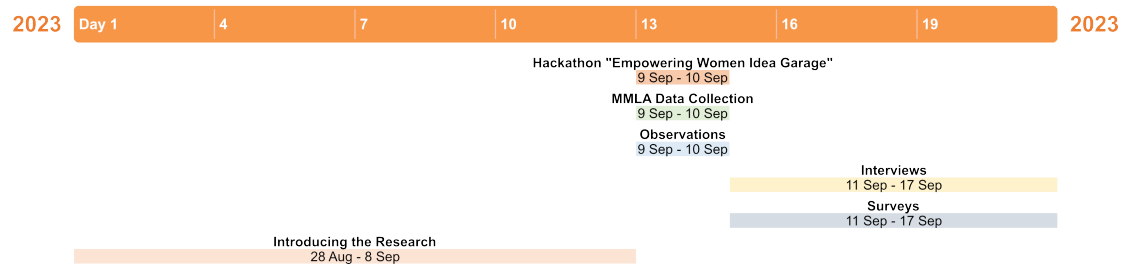 2023
Day 1 4 7 10 13 16 19
2023
Hackathon "Empowering Women Idea Garage"
9 Sep - 10 Sep
MMLA Data Collection
9 Sep - 10 Sep
Observations
9 Sep - 10 Sep
Interviews
11 Sep - 17 Sep
Surveys
11 Sep - 17 Sep
Introducing the Research
28 Aug - 8 Sep